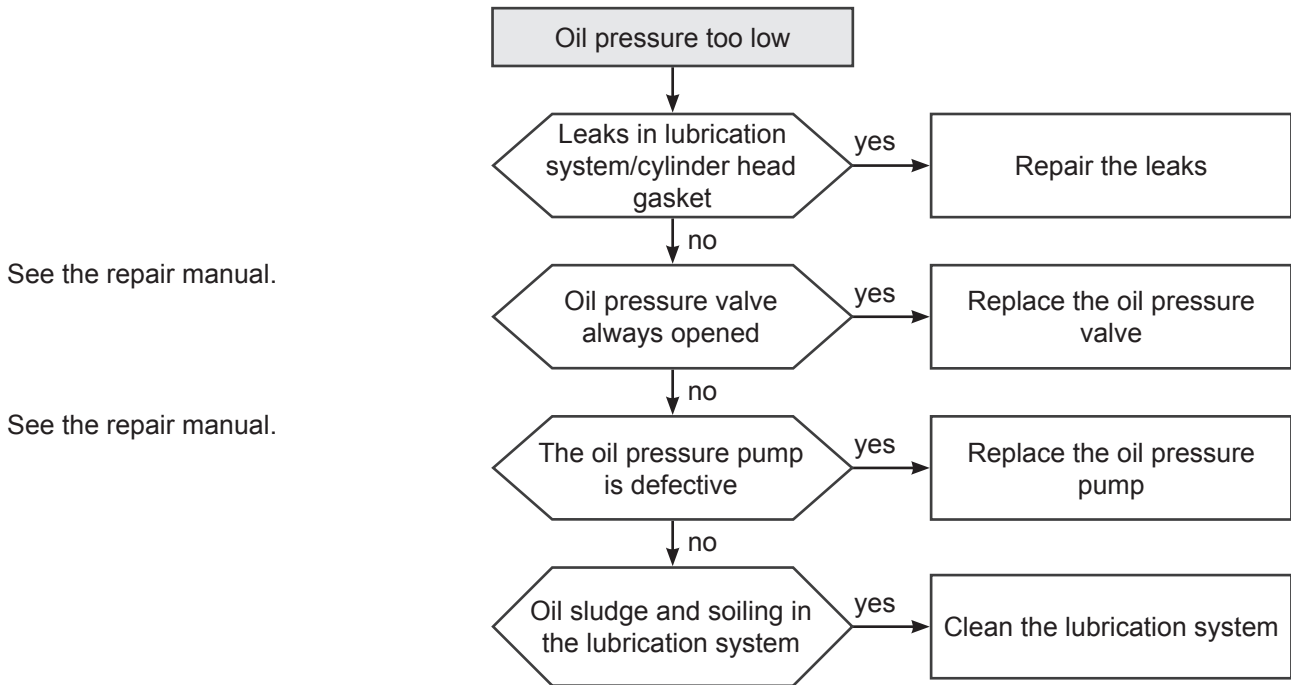 Oil pressure too low
Leaks in lubrication
system/cylinder head
gasket
yes
Repair the leaks
no
See the repair manual.
Oil pressure valve
always opened
yes
Replace the oil pressure
valve
no
See the repair manual.
The oil pressure pump
is defective
yes
Replace the oil pressure
pump
no
Oil sludge and soiling in
the lubrication system
yes
Clean the lubrication system